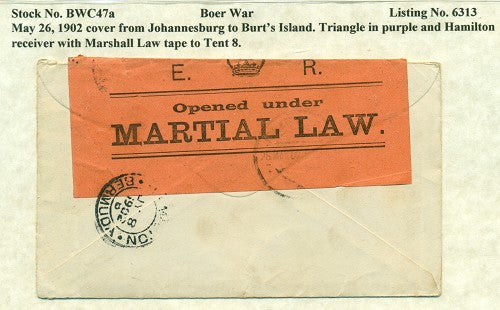 Stock No. BWC47a Boer War Listing No. 6313
May 26, 1902 cover from Johannesburg to Burt's Island. Triangle in purple and Hamilton
receiver with Marshall Law tape to Tent 8.
E. R.
Opened under
MARTIAL LAW.
BERMUDA